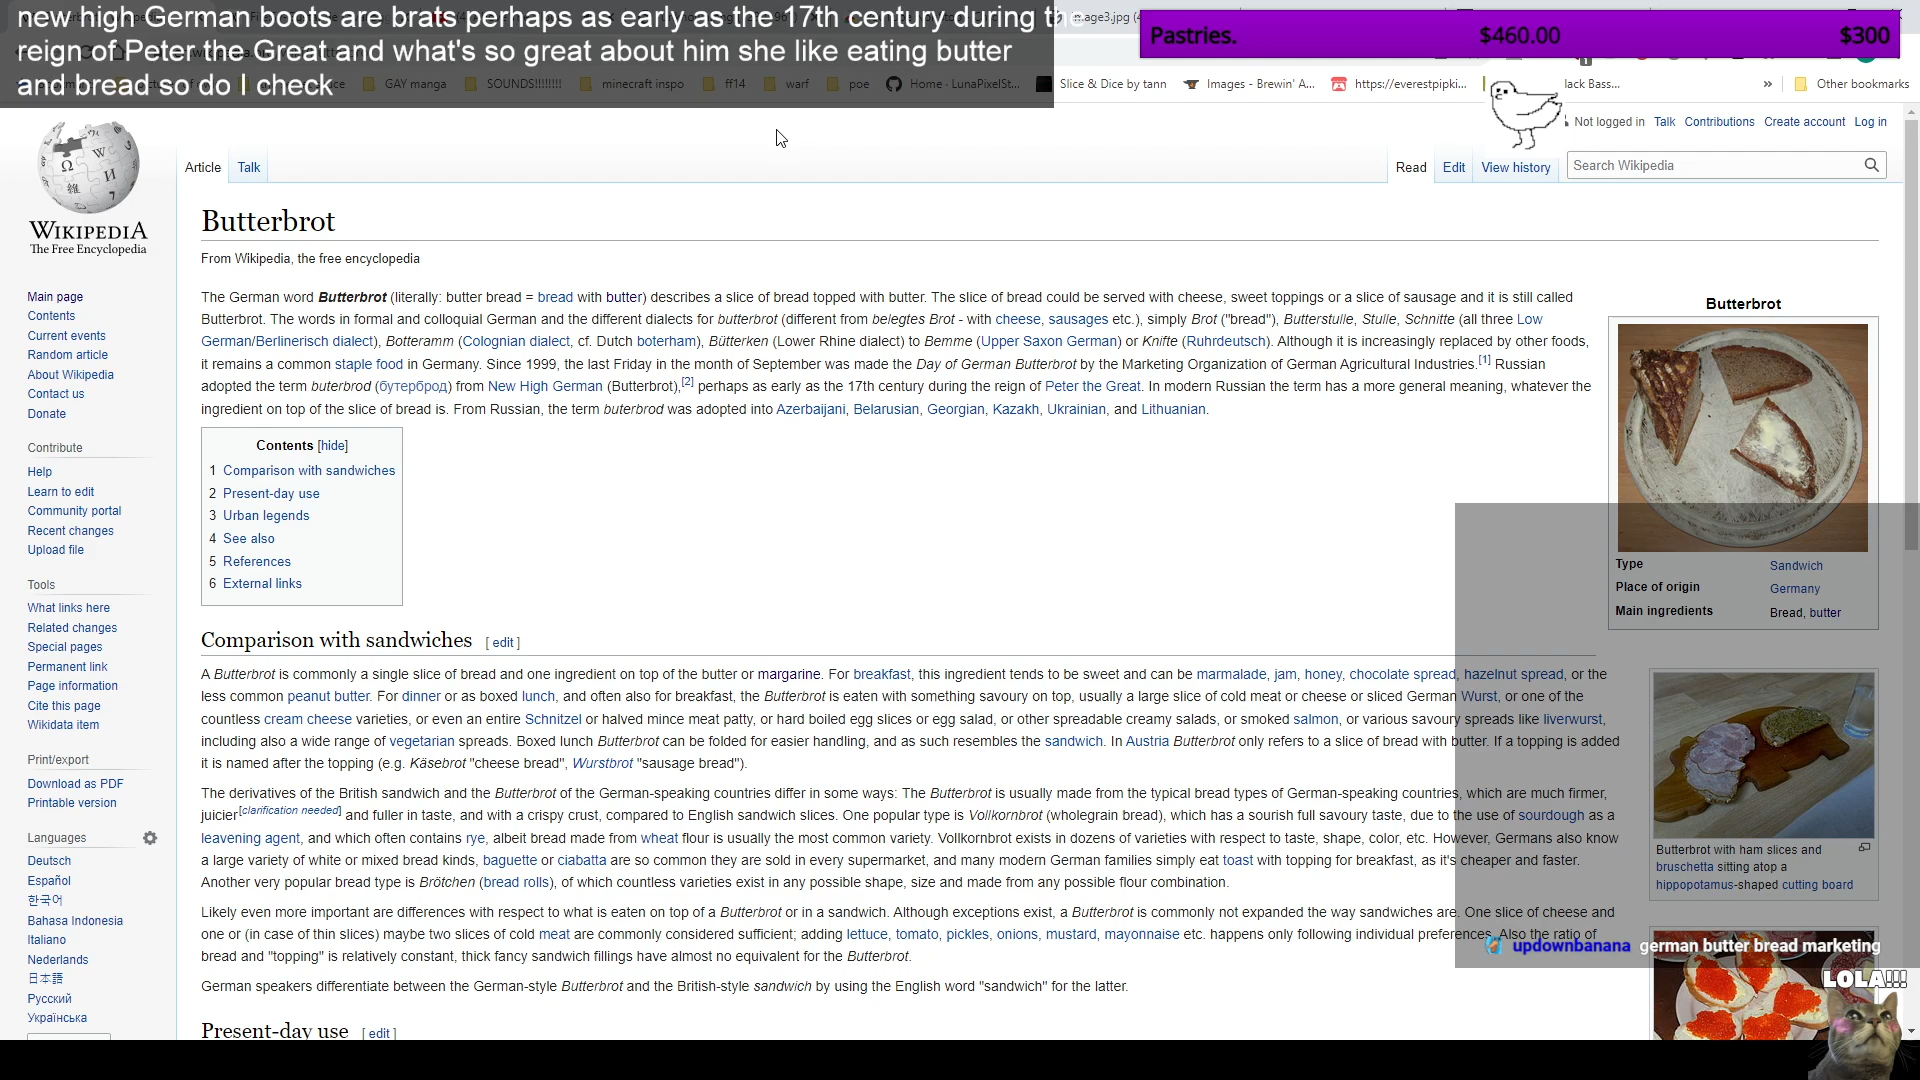 new high German boots are brats perhaps as early as the 17th century during the
reign of Peter the Great and what's so great about him she like eating butter
and bread so do I check
Pastries. $460.00 $300
GAY manga SOUNDS!!!!!!!! minecraft inspo ff14 warf poe Home · LunaPixelSt... Slice & Dice by tann Images - Brewin' A... https://everestpipki... lack Bass... » Other bookmarks
Not logged in Talk Contributions Create account Log in
Article Talk Read Edit View history Search Wikipedia
WIKIPEDIA
The Free Encyclopedia
Main page
Contents
Current events
Random article
About Wikipedia
Contact us
Donate
Contribute
Help
Learn to edit
Community portal
Recent changes
Upload file
Tools
What links here
Related changes
Special pages
Permanent link
Page information
Cite this page
Wikidata item
Print/export
Download as PDF
Printable version
Languages
Deutsch
Español
한국어
Bahasa Indonesia
Italiano
Nederlands
日本語
Русский
Українська
Butterbrot
From Wikipedia, the free encyclopedia
The German word Butterbrot (literally: butter bread = bread with butter) describes a slice of bread topped with butter. The slice of bread could be served with cheese, sweet toppings or a slice of sausage and it is still called
Butterbrot. The words in formal and colloquial German and the different dialects for butterbrot (different from belegtes Brot - with cheese, sausages etc.), simply Brot ("bread"), Butterstulle, Stulle, Schnitte (all three Low
German/Berlinerisch dialect), Botteramm (Colognian dialect, cf. Dutch boterham), Bütterken (Lower Rhine dialect) to Bemme (Upper Saxon German) or Knifte (Ruhrdeutsch). Although it is increasingly replaced by other foods,
it remains a common staple food in Germany. Since 1999, the last Friday in the month of September was made the Day of German Butterbrot by the Marketing Organization of German Agricultural Industries.[1] Russian
adopted the term buterbrod (бутерброд) from New High German (Butterbrot),[2] perhaps as early as the 17th century during the reign of Peter the Great. In modern Russian the term has a more general meaning, whatever the
ingredient on top of the slice of bread is. From Russian, the term buterbrod was adopted into Azerbaijani, Belarusian, Georgian, Kazakh, Ukrainian, and Lithuanian.
Contents [hide]
1 Comparison with sandwiches
2 Present-day use
3 Urban legends
4 See also
5 References
6 External links
Comparison with sandwiches [ edit ]
A Butterbrot is commonly a single slice of bread and one ingredient on top of the butter or margarine. For breakfast, this ingredient tends to be sweet and can be marmalade, jam, honey, chocolate spread, hazelnut spread, or the
less common peanut butter. For dinner or as boxed lunch, and often also for breakfast, the Butterbrot is eaten with something savoury on top, usually a large slice of cold meat or cheese or sliced German Wurst, or one of the
countless cream cheese varieties, or even an entire Schnitzel or halved mince meat patty, or hard boiled egg slices or egg salad, or other spreadable creamy salads, or smoked salmon, or various savoury spreads like liverwurst,
including also a wide range of vegetarian spreads. Boxed lunch Butterbrot can be folded for easier handling, and as such resembles the sandwich. In Austria Butterbrot only refers to a slice of bread with butter. If a topping is added
it is named after the topping (e.g. Käsebrot "cheese bread", Wurstbrot "sausage bread").
The derivatives of the British sandwich and the Butterbrot of the German-speaking countries differ in some ways: The Butterbrot is usually made from the typical bread types of German-speaking countries, which are much firmer,
juicier[clarification needed] and fuller in taste, and with a crispy crust, compared to English sandwich slices. One popular type is Vollkornbrot (wholegrain bread), which has a sourish full savoury taste, due to the use of sourdough as a
leavening agent, and which often contains rye, albeit bread made from wheat flour is usually the most common variety. Vollkornbrot exists in dozens of varieties with respect to taste, shape, color, etc. However, Germans also know
a large variety of white or mixed bread kinds, baguette or ciabatta are so common they are sold in every supermarket, and many modern German families simply eat toast with topping for breakfast, as it's cheaper and faster.
Another very popular bread type is Brötchen (bread rolls), of which countless varieties exist in any possible shape, size and made from any possible flour combination.
Likely even more important are differences with respect to what is eaten on top of a Butterbrot or in a sandwich. Although exceptions exist, a Butterbrot is commonly not expanded the way sandwiches are. One slice of cheese and
one or (in case of thin slices) maybe two slices of cold meat are commonly considered sufficient; adding lettuce, tomato, pickles, onions, mustard, mayonnaise etc. happens only following individual preferences. Also the ratio of
bread and "topping" is relatively constant, thick fancy sandwich fillings have almost no equivalent for the Butterbrot.
German speakers differentiate between the German-style Butterbrot and the British-style sandwich by using the English word "sandwich" for the latter.
Present-day use [ edit ]
Butterbrot
Type Sandwich
Place of origin Germany
Main ingredients Bread, butter
Butterbrot with ham slices and
bruschetta sitting atop a
hippopotamus-shaped cutting board
updownbanana german butter bread marketing
LOLA!!!